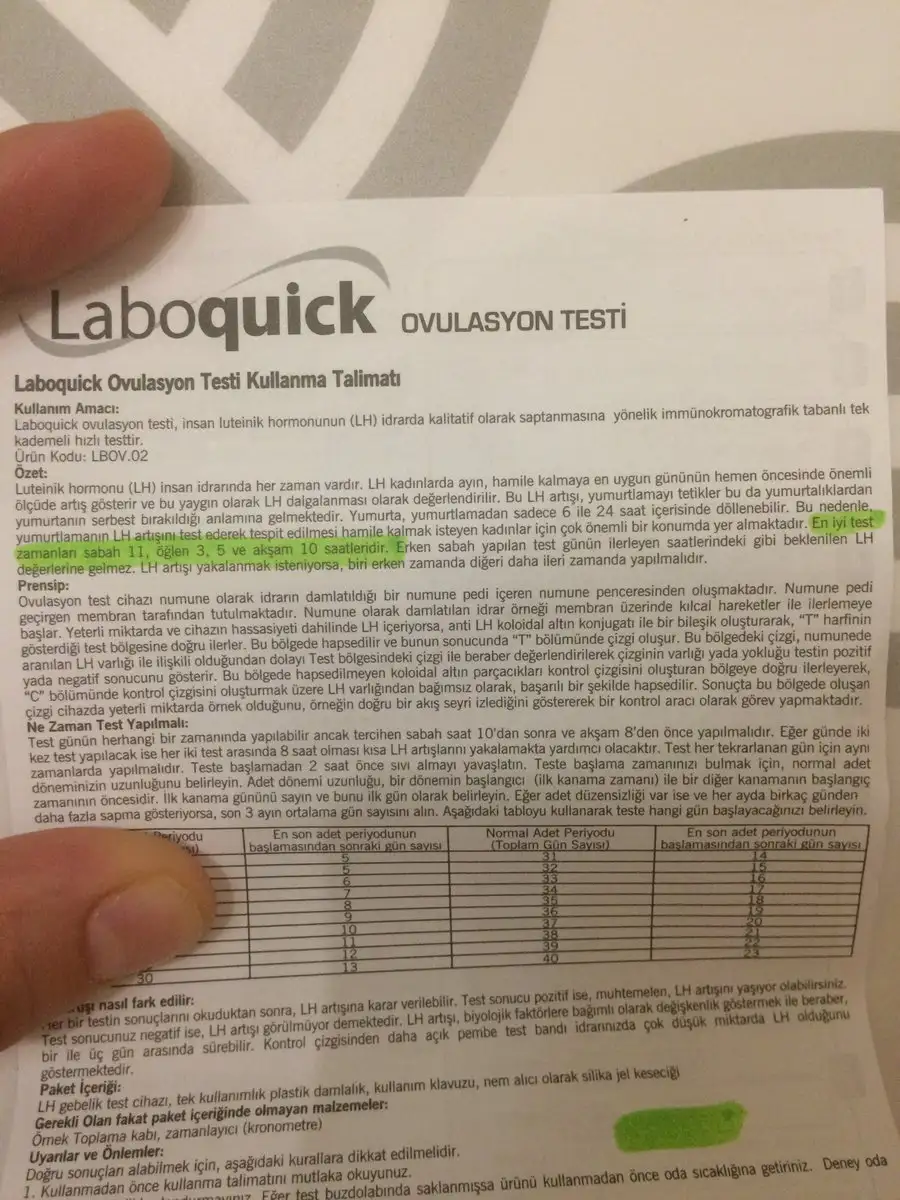 Laboquick OVULASYON TESTİ
Laboquick Ovulasyon Testi Kullanma Talimatı
Kullanım Amacı:
Laboquick ovulasyon testi, insan luteinik hormonunun (LH) idrarda kalitatif olarak saptanmasına yönelik immünokromatografik tabanlı tek
kademeli hızlı testtir.
Ürün Kodu: LBOV.02
Özet:
Luteinik hormonu (LH) insan idrarında her zaman vardır. LH kadınlarda ayın, hamile kalmaya en uygun gününün hemen öncesinde önemli
ölçüde artış gösterir ve bu yaygın olarak LH dalgalanması olarak değerlendirilir. Bu LH artışı, yumurtlamayı tetikler bu da yumurtalıklardan
yumurtanın serbest bırakıldığı anlamına gelmektedir. Yumurta, yumurtlamadan sadece 6 ile 24 saat içerisinde döllenebilir. Bu nedenle,
yumurtlamanın LH artışını test ederek tespit edilmesi hamile kalmak isteyen kadınlar için çok önemli bir konumda yer almaktadır. En iyi test
zamanları sabah 11, öğlen 3, 5 ve akşam 10 saatleridir. Erken sabah yapılan test günün ilerleyen saatlerindeki gibi beklenilen LH
değerlerine gelmez. LH artışı yakalanmak isteniyorsa, biri erken zamanda diğeri daha ileri zamanda yapılmalıdır.
Prensip:
Ovulasyon test cihazı numune olarak idrarın damlatıldığı bir numune pedi içeren numune penceresinden oluşmaktadır. Numune pedi
geçirgen membran tarafından tutulmaktadır. Numune olarak damlatılan idrar örneği membran üzerinde kılcal hareketler ile ilerlemeye
başlar. Yeterli miktarda ve cihazın hassasiyeti dahilinde LH içeriyorsa, anti LH koloidal altın konjugatı ile bir bileşik oluşturarak, “T” harfinin
gösterdiği test bölgesine doğru ilerler. Bu bölgede hapsedilir ve bunun sonucunda “T” bölümünde çizgi oluşur. Bu bölgedeki çizgi, numunede
aranılan LH varlığı ile ilişkili olduğundan dolayı Test bölgesindeki çizgi ile beraber değerlendirilerek çizginin varlığı yada yokluğu testin pozitif
yada negatif sonucunu gösterir. Bu bölgede hapsedilmeyen koloidal altın parçacıkları kontrol çizgisini oluşturan bölgeye doğru ilerleyerek,
“C” bölümünde kontrol çizgisini oluşturmak üzere LH varlığından bağımsız olarak, başarılı bir şekilde hapsedilir. Sonuçta bu bölgede oluşan
çizgi cihazda yeterli miktarda örnek olduğunu, örneğin doğru bir akış seyri izlediğini göstererek bir kontrol aracı olarak görev yapmaktadır.
Ne Zaman Test Yapılmalı:
Test günün herhangi bir zamanında yapılabilir ancak tercihen sabah saat 10’dan sonra ve akşam 8’den önce yapılmalıdır. Eğer günde iki
kez test yapılacak ise her iki test arasında 8 saat olması kısa LH artışlarını yakalamakta yardımcı olacaktır. Test her tekrarlanan gün için aynı
zamanlarda yapılmalıdır. Teste başlamadan 2 saat önce sıvı almayı yavaşlatın. Teste başlama zamanınızı bulmak için, normal adet
döneminizin uzunluğunu belirleyin. Adet dönemi uzunluğu, bir dönemin başlangıcı (ilk kanama zamanı) ile bir diğer kanamanın başlangıç
zamanının öncesidir. Ilk kanama gününü sayın ve bunu ilk gün olarak belirleyin. Eğer adet düzensizliği var ise ve her ayda birkaç günden
daha fazla sapma gösteriyorsa, son 3 ayın ortalama gün sayısını alın. Aşağıdaki tabloyu kullanarak teste hangi gün başlayacağınızı belirleyin.
Periyodu En son adet periyodunun Normal Adet Periyodu En son adet periyodunun
başlamasından sonraki gün sayısı (Toplam Gün Sayısı) başlamasından sonraki gün sayısı
5 31 14
5 32 15
6 33 16
7 34 17
8 35 18
9 36 19
10 37 20
11 38 21
12 39 22
30 13 40 23
nasıl fark edilir:
Her bir testin sonuçlarını okuduktan sonra, LH artışına karar verilebilir. Test sonucu pozitif ise, muhtemelen, LH artışını yaşıyor olabilirsiniz.
Test sonucunuz negatif ise, LH artışı görülmüyor demektedir. LH artışı, biyolojik faktörlere bağımlı olarak değişkenlik göstermek ile beraber,
bir ile üç gün arasında sürebilir. Kontrol çizgisinden daha açık pembe test bandı idrarınızda çok düşük miktarda LH olduğunu
göstermektedir.
Paket İçeriği:
LH gebelik test cihazı, tek kullanımlık plastik damlalık, kullanım klavuzu, nem alıcı olarak silika jel keseciği
Gerekli Olan fakat paket içeriğinde olmayan malzemeler:
Örnek Toplama kabı, zamanlayıcı (kronometre)
Uyarılar ve Önlemler:
Doğru sonuçları alabilmek için, aşağıdaki kurallara dikkat edilmelidir.
1. Kullanmadan önce kullanma talimatını mutlaka okuyunuz.
Eğer test buzdolabında saklanmışsa ürünü kullanmadan önce oda sıcaklığına getiriniz. Deney oda